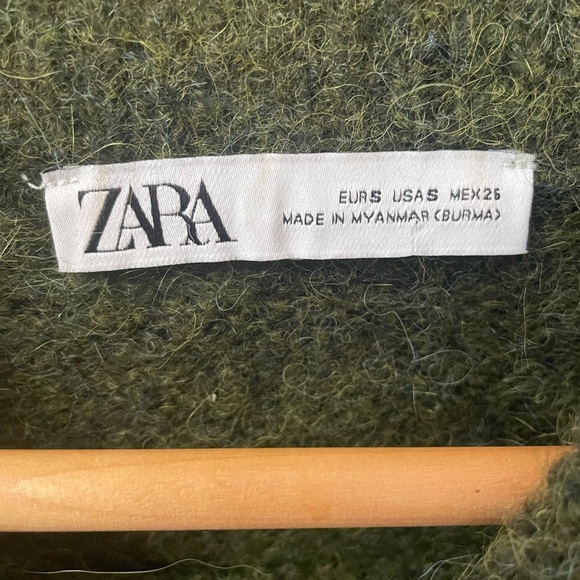 ZARA
EUR S USA S MEX 26
MADE IN MYANMAR (BURMA)